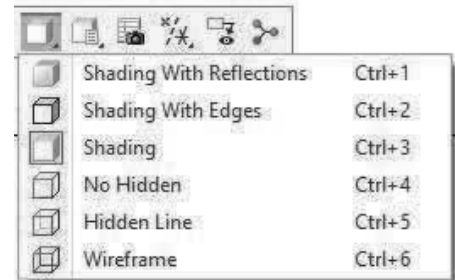 Shading With Reflections Ctrl+1
Shading With Edges Ctrl+2
Shading Ctrl+3
No Hidden Ctrl+4
Hidden Line Ctrl+5
Wireframe Ctrl+6